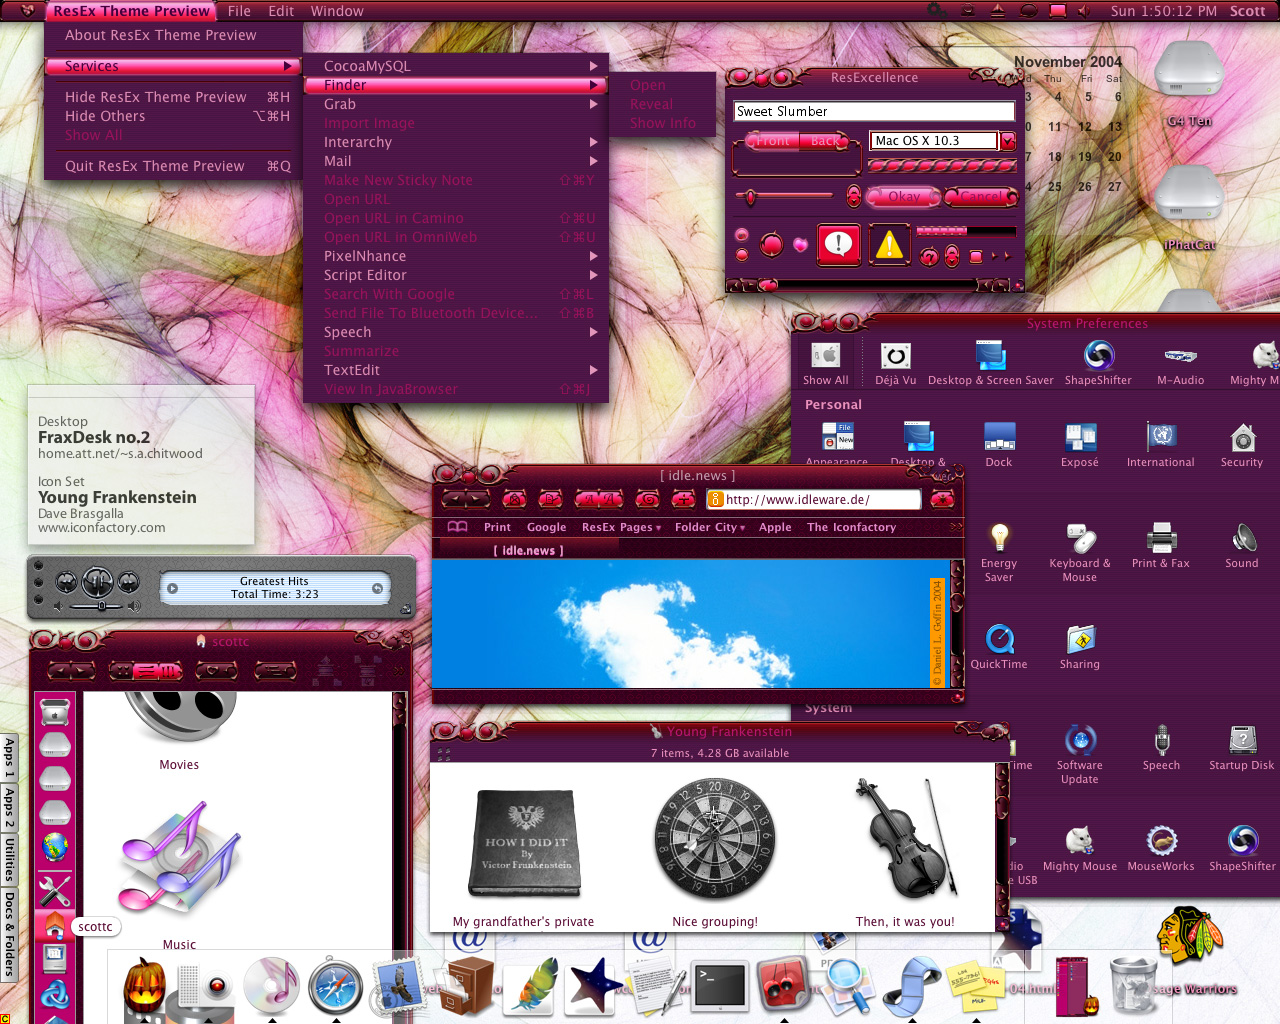 ResEx Theme Preview File Edit Window
Sun 1:50:12 PM Scott
About ResEx Theme Preview
Services
Hide ResEx Theme Preview ⌘H
Hide Others ⌥⌘H
Show All
Quit ResEx Theme Preview ⌘Q
CocoaMySQL
Finder
Grab
Import Image
Interarchy
Mail
Make New Sticky Note ⇧⌘Y
Open URL
Open URL in Camino ⇧⌘U
Open URL in OmniWeb ⇧⌘U
PixelNhance
Script Editor
Search With Google ⇧⌘L
Send File To Bluetooth Device... ⇧⌘B
Speech
Summarize
TextEdit
View in JavaBrowser ⇧⌘J
Open
Reveal
Show Info
ResExcellence
Sweet Slumber
Front Back
Mac OS X 10.3
Okay Cancel
November 2004
Thu Fri Sat
3 4 5 6
11 12 13
17 18 19 20
24 25 26 27
G4 Ten
iPhatCat
System Preferences
Show All Déjà Vu Desktop & Screen Saver ShapeShifter M-Audio Mighty M
Personal
Appearance Desktop & Dock Exposé International Security
Energy Saver
Keyboard & Mouse
Print & Fax
Sound
QuickTime
Sharing
System
Time
Software Update
Speech
Startup Disk
USB
Mighty Mouse
MouseWorks
ShapeShifter
Desktop
FraxDesk no.2
home.att.net/~s.a.chitwood
Icon Set
Young Frankenstein
Dave Brasgalla
www.iconfactory.com
Greatest Hits
Total Time: 3:23
[ idle.news ]
http://www.idleware.de/
Print Google ResEx Pages Folder City Apple The Iconfactory
[ idle.news ]
© Daniel L. Goffin 2004
scottc
Movies
Music
scottc
Apps 1
Apps 2
Utilities
Docs & Folders
Young Frankenstein
7 items, 4.28 GB available
HOW I DID IT
By
Victor Frankenstein
My grandfather's private
Nice grouping!
Then, it was you!
04.html
sage Warriors